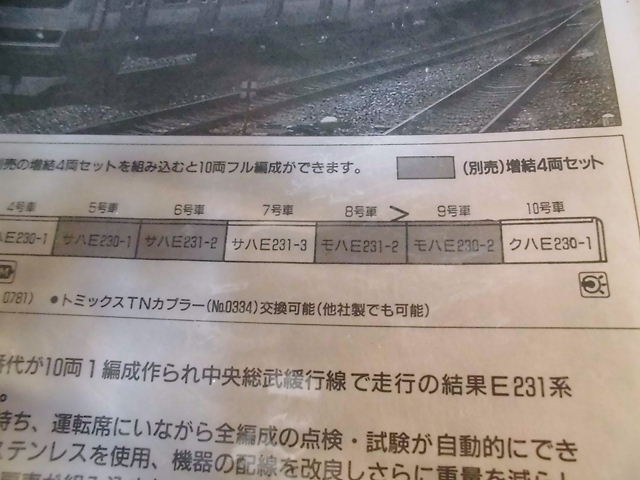 売の増結4両セットを組み込むと10両フル編成ができます。 (別売)増結4両セット
4号車 5号車 6号車 7号車 8号車 > 9号車 10号車
E230-1 サハE230-1 サハE231-2 サハE231-3 モハE231-2 モハE230-2 クハE230-1
0781) ●トミックスTNカプラー(№0334)交換可能(他社製でも可能)
番代が10両1編成作られ中央総武緩行線で走行の結果E231系
持ち、運転席にいながら全編成の点検・試験が自動的にでき
ステンレスを使用、機器の配線を改良しさらに重量を減らし